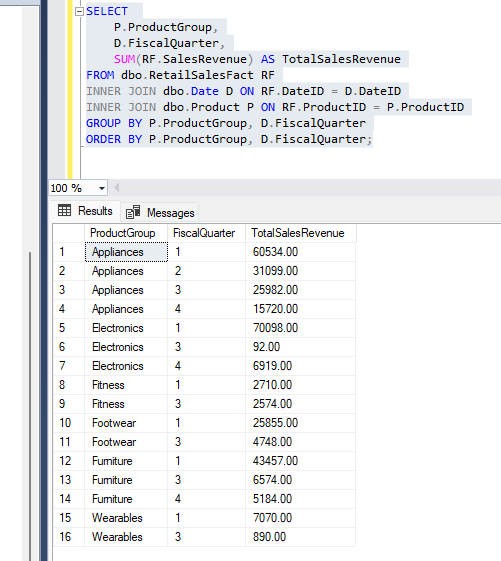 SELECT
P.ProductGroup,
D.FiscalQuarter,
SUM(RF.SalesRevenue) AS TotalSalesRevenue
FROM dbo.RetailSalesFact RF
INNER JOIN dbo.Date D ON RF.DateID = D.DateID
INNER JOIN dbo.Product P ON RF.ProductID = P.ProductID
GROUP BY P.ProductGroup, D.FiscalQuarter
ORDER BY P.ProductGroup, D.FiscalQuarter;
100 %
Results Messages
ProductGroup FiscalQuarter TotalSalesRevenue
1 Appliances 1 60534.00
2 Appliances 2 31099.00
3 Appliances 3 25982.00
4 Appliances 4 15720.00
5 Electronics 1 70098.00
6 Electronics 3 92.00
7 Electronics 4 6919.00
8 Fitness 1 2710.00
9 Fitness 3 2574.00
10 Footwear 1 25855.00
11 Footwear 3 4748.00
12 Furniture 1 43457.00
13 Furniture 3 6574.00
14 Furniture 4 5184.00
15 Wearables 1 7070.00
16 Wearables 3 890.00